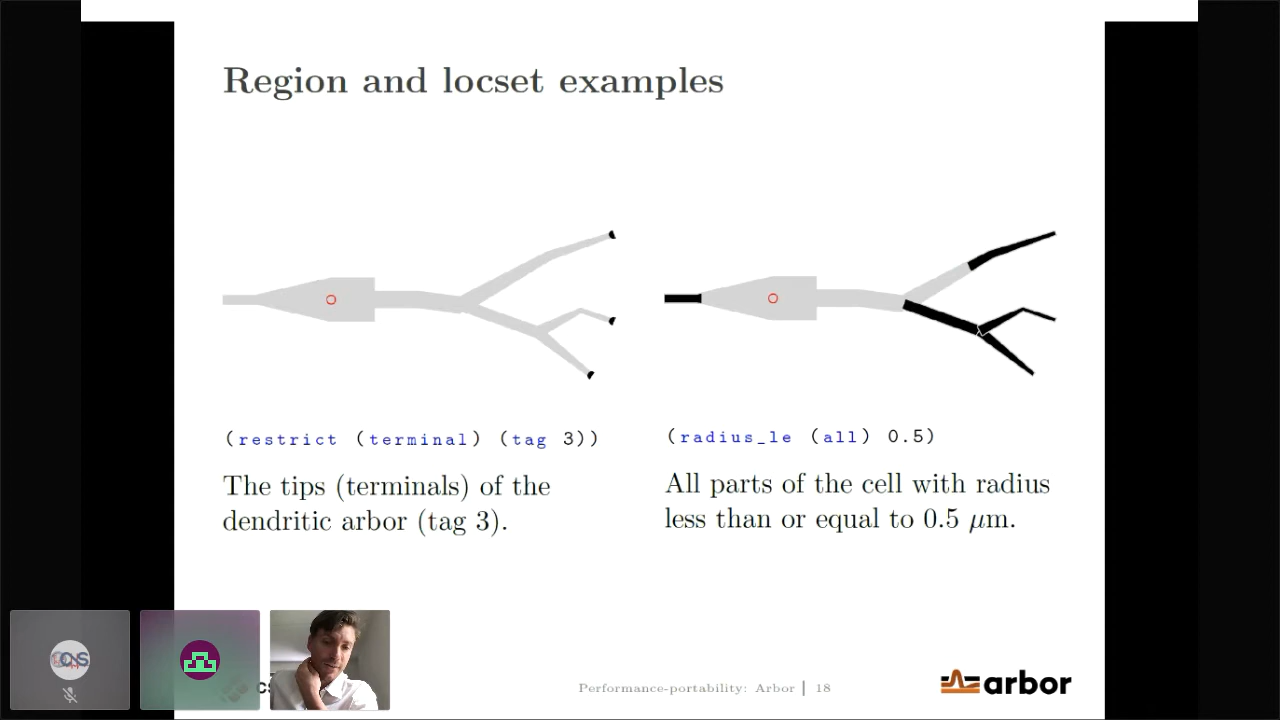 Region and locset examples
(restrict (terminal) (tag 3))
The tips (terminals) of the
dendritic arbor (tag 3).
(radius_le (all) 0.5)
All parts of the cell with radius
less than or equal to 0.5 μm.
Performance-portability: Arbor | 18
arbor